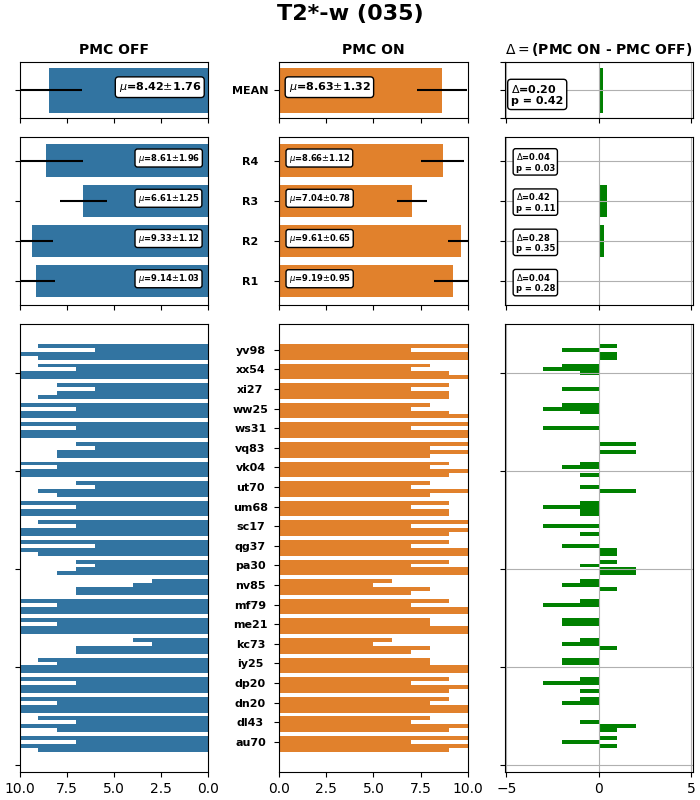 T2*-w (035)
PMC OFF
PMC ON
Δ = (PMC ON - PMC OFF)
μ=8.42±1.76
MEAN
μ=8.63±1.32
Δ=0.20
p = 0.42
μ=8.61±1.96
R4
μ=8.66±1.12
Δ=0.04
p = 0.03
μ=6.61±1.25
R3
μ=7.04±0.78
Δ=0.42
p = 0.11
μ=9.33±1.12
R2
μ=9.61±0.65
Δ=0.28
p = 0.35
μ=9.14±1.03
R1
μ=9.19±0.95
Δ=0.04
p = 0.28
yv98
xx54
xi27
ww25
ws31
vq83
vk04
ut70
um68
sc17
qg37
pa30
nv85
mf79
me21
kc73
iy25
dp20
dn20
dl43
au70
10.0 7.5 5.0 2.5 0.0
0.0 2.5 5.0 7.5 10.0
−5 0 5